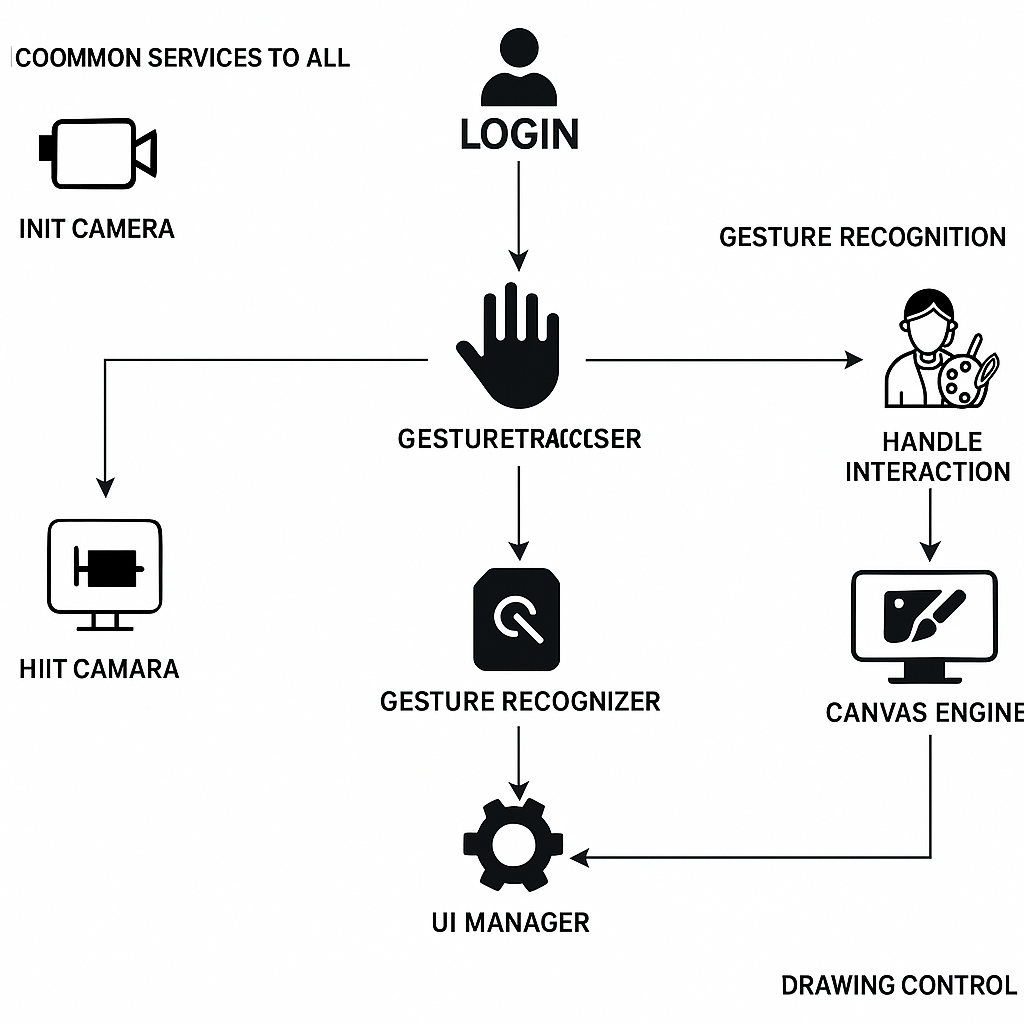 COOMMON SERVICES TO ALL
LOGIN
INIT CAMERA
GESTURE RECOGNITION
HANDLE
INTERACTION
HIIT CAMARA
GESTURE RECOGNIZER
CANVAS ENGINE
UI MANAGER
DRAWING CONTROL